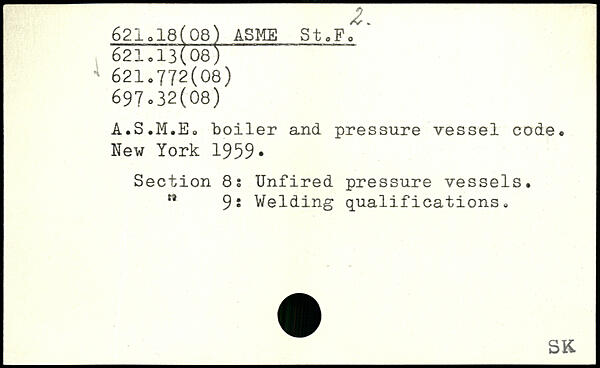 2.
621.18(08) ASME St.F.
621.13(08)
621.772(08)
697.32(08)
A.S.M.E. boiler and pressure vessel code.
New York 1959.
Section 8: Unfired pressure vessels.
" 9: Welding qualifications.
SK